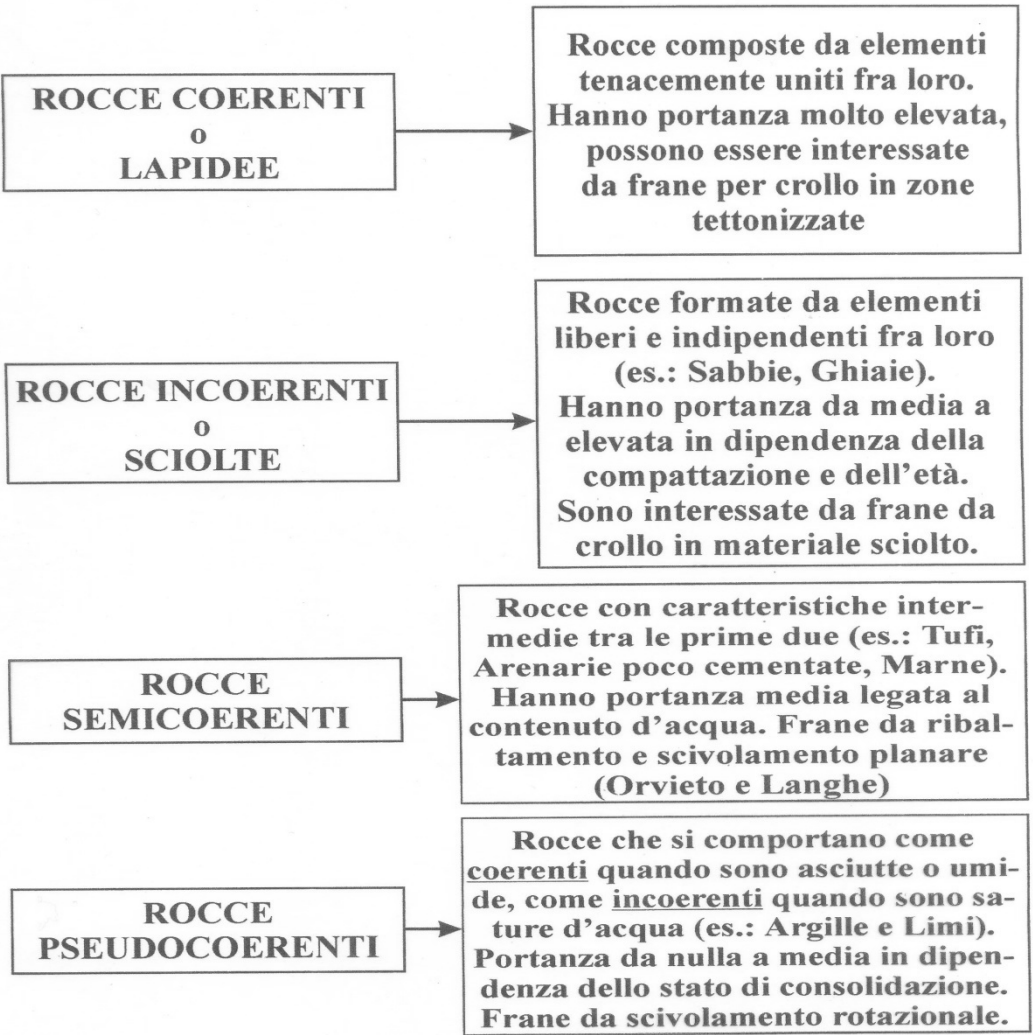 ROCCE COERENTI
o
LAPIDEE
Rocce composte da elementi
tenacemente uniti fra loro.
Hanno portanza molto elevata,
possono essere interessate
da frane per crollo in zone
tettonizzate
ROCCE INCOERENTI
o
SCIOLTE
Rocce formate da elementi
liberi e indipendenti fra loro
(es.: Sabbie, Ghiaie).
Hanno portanza da media a
elevata in dipendenza della
compattazione e dell'età.
Sono interessate da frane da
crollo in materiale sciolto.
ROCCE
SEMICOERENTI
Rocce con caratteristiche inter-
medie tra le prime due (es.: Tufi,
Arenarie poco cementate, Marne).
Hanno portanza media legata al
contenuto d'acqua. Frane da ribal-
tamento e scivolamento planare
(Orvieto e Langhe)
ROCCE
PSEUDOCOERENTI
Rocce che si comportano come
coerenti quando sono asciutte o umi-
de, come incoerenti quando sono sa-
ture d'acqua (es.: Argille e Limi).
Portanza da nulla a media in dipen-
denza dello stato di consolidazione.
Frane da scivolamento rotazionale.